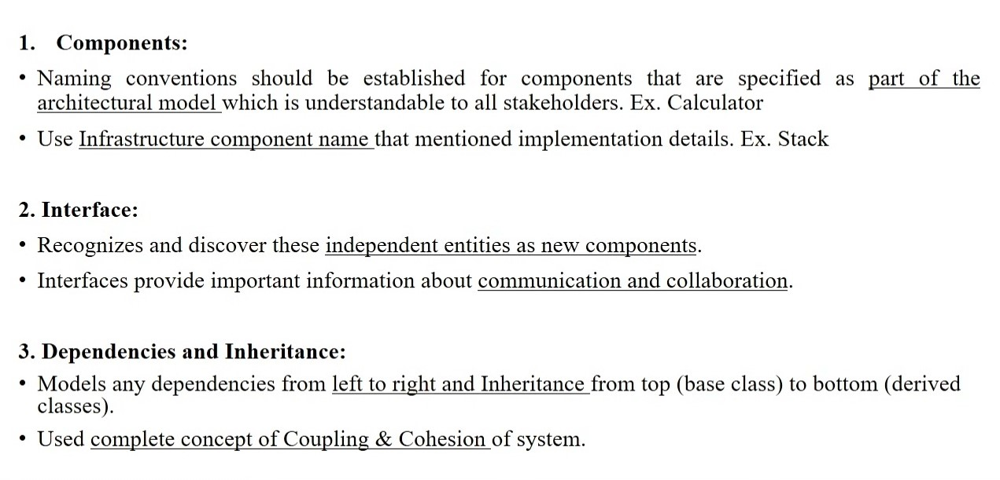 1. Components:
• Naming conventions should be established for components that are specified as part of the
architectural model which is understandable to all stakeholders. Ex. Calculator
• Use Infrastructure component name that mentioned implementation details. Ex. Stack
2. Interface:
• Recognizes and discover these independent entities as new components.
• Interfaces provide important information about communication and collaboration.
3. Dependencies and Inheritance:
• Models any dependencies from left to right and Inheritance from top (base class) to bottom (derived
classes).
• Used complete concept of Coupling & Cohesion of system.